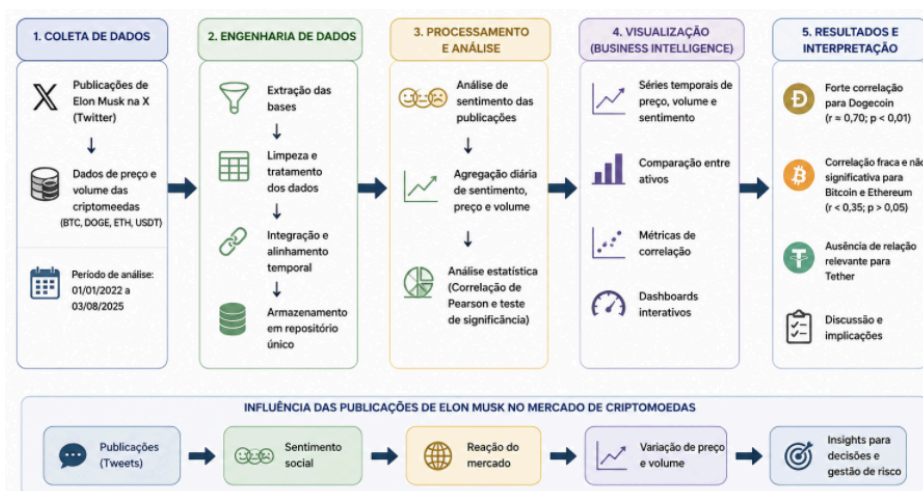 1. COLETA DE DADOS
Publicações de
Elon Musk na X
(Twitter)
Dados de preço e
volume das
criptomeedas
(BTC, DOGE, ETH, USDT)
Período de análise:
01/01/2022 a
03/08/2025
2. ENGENHARIA DE DADOS
Extração das
bases
Limpeza e
tratamento
dos dados
Integração e
alinhamento
temporal
Armazenamento
em repositório
único
3. PROCESSAMENTO
E ANÁLISE
Análise de
sentimento das
publicações
Agregação diária
de sentimento,
preço e volume
Análise estatística
(Correlação de
Pearson e teste
de significância)
4. VISUALIZAÇÃO
(BUSINESS INTELLIGENCE)
Séries temporais de
preço, volume e
sentimento
Comparação entre
ativos
Métricas de
correlação
Dashboards
interativos
5. RESULTADOS E
INTERPRETAÇÃO
Forte correlação
para Dogecoin
(r ≈ 0,70; p < 0,01)
Correlação fraca e não
significativa para
Bitcoin e Ethereum
(r < 0,35; p > 0,05)
Ausência de relação
relevante para
Tether
Discussão e
implicações
INFLUÊNCIA DAS PUBLICAÇÕES DE ELON MUSK NO MERCADO DE CRIPTOMOEDAS
Publicações
(Tweets)
Sentimento
social
Reação do
mercado
Variação de preço
e volume
Insights para
decisões e
gestão de risco